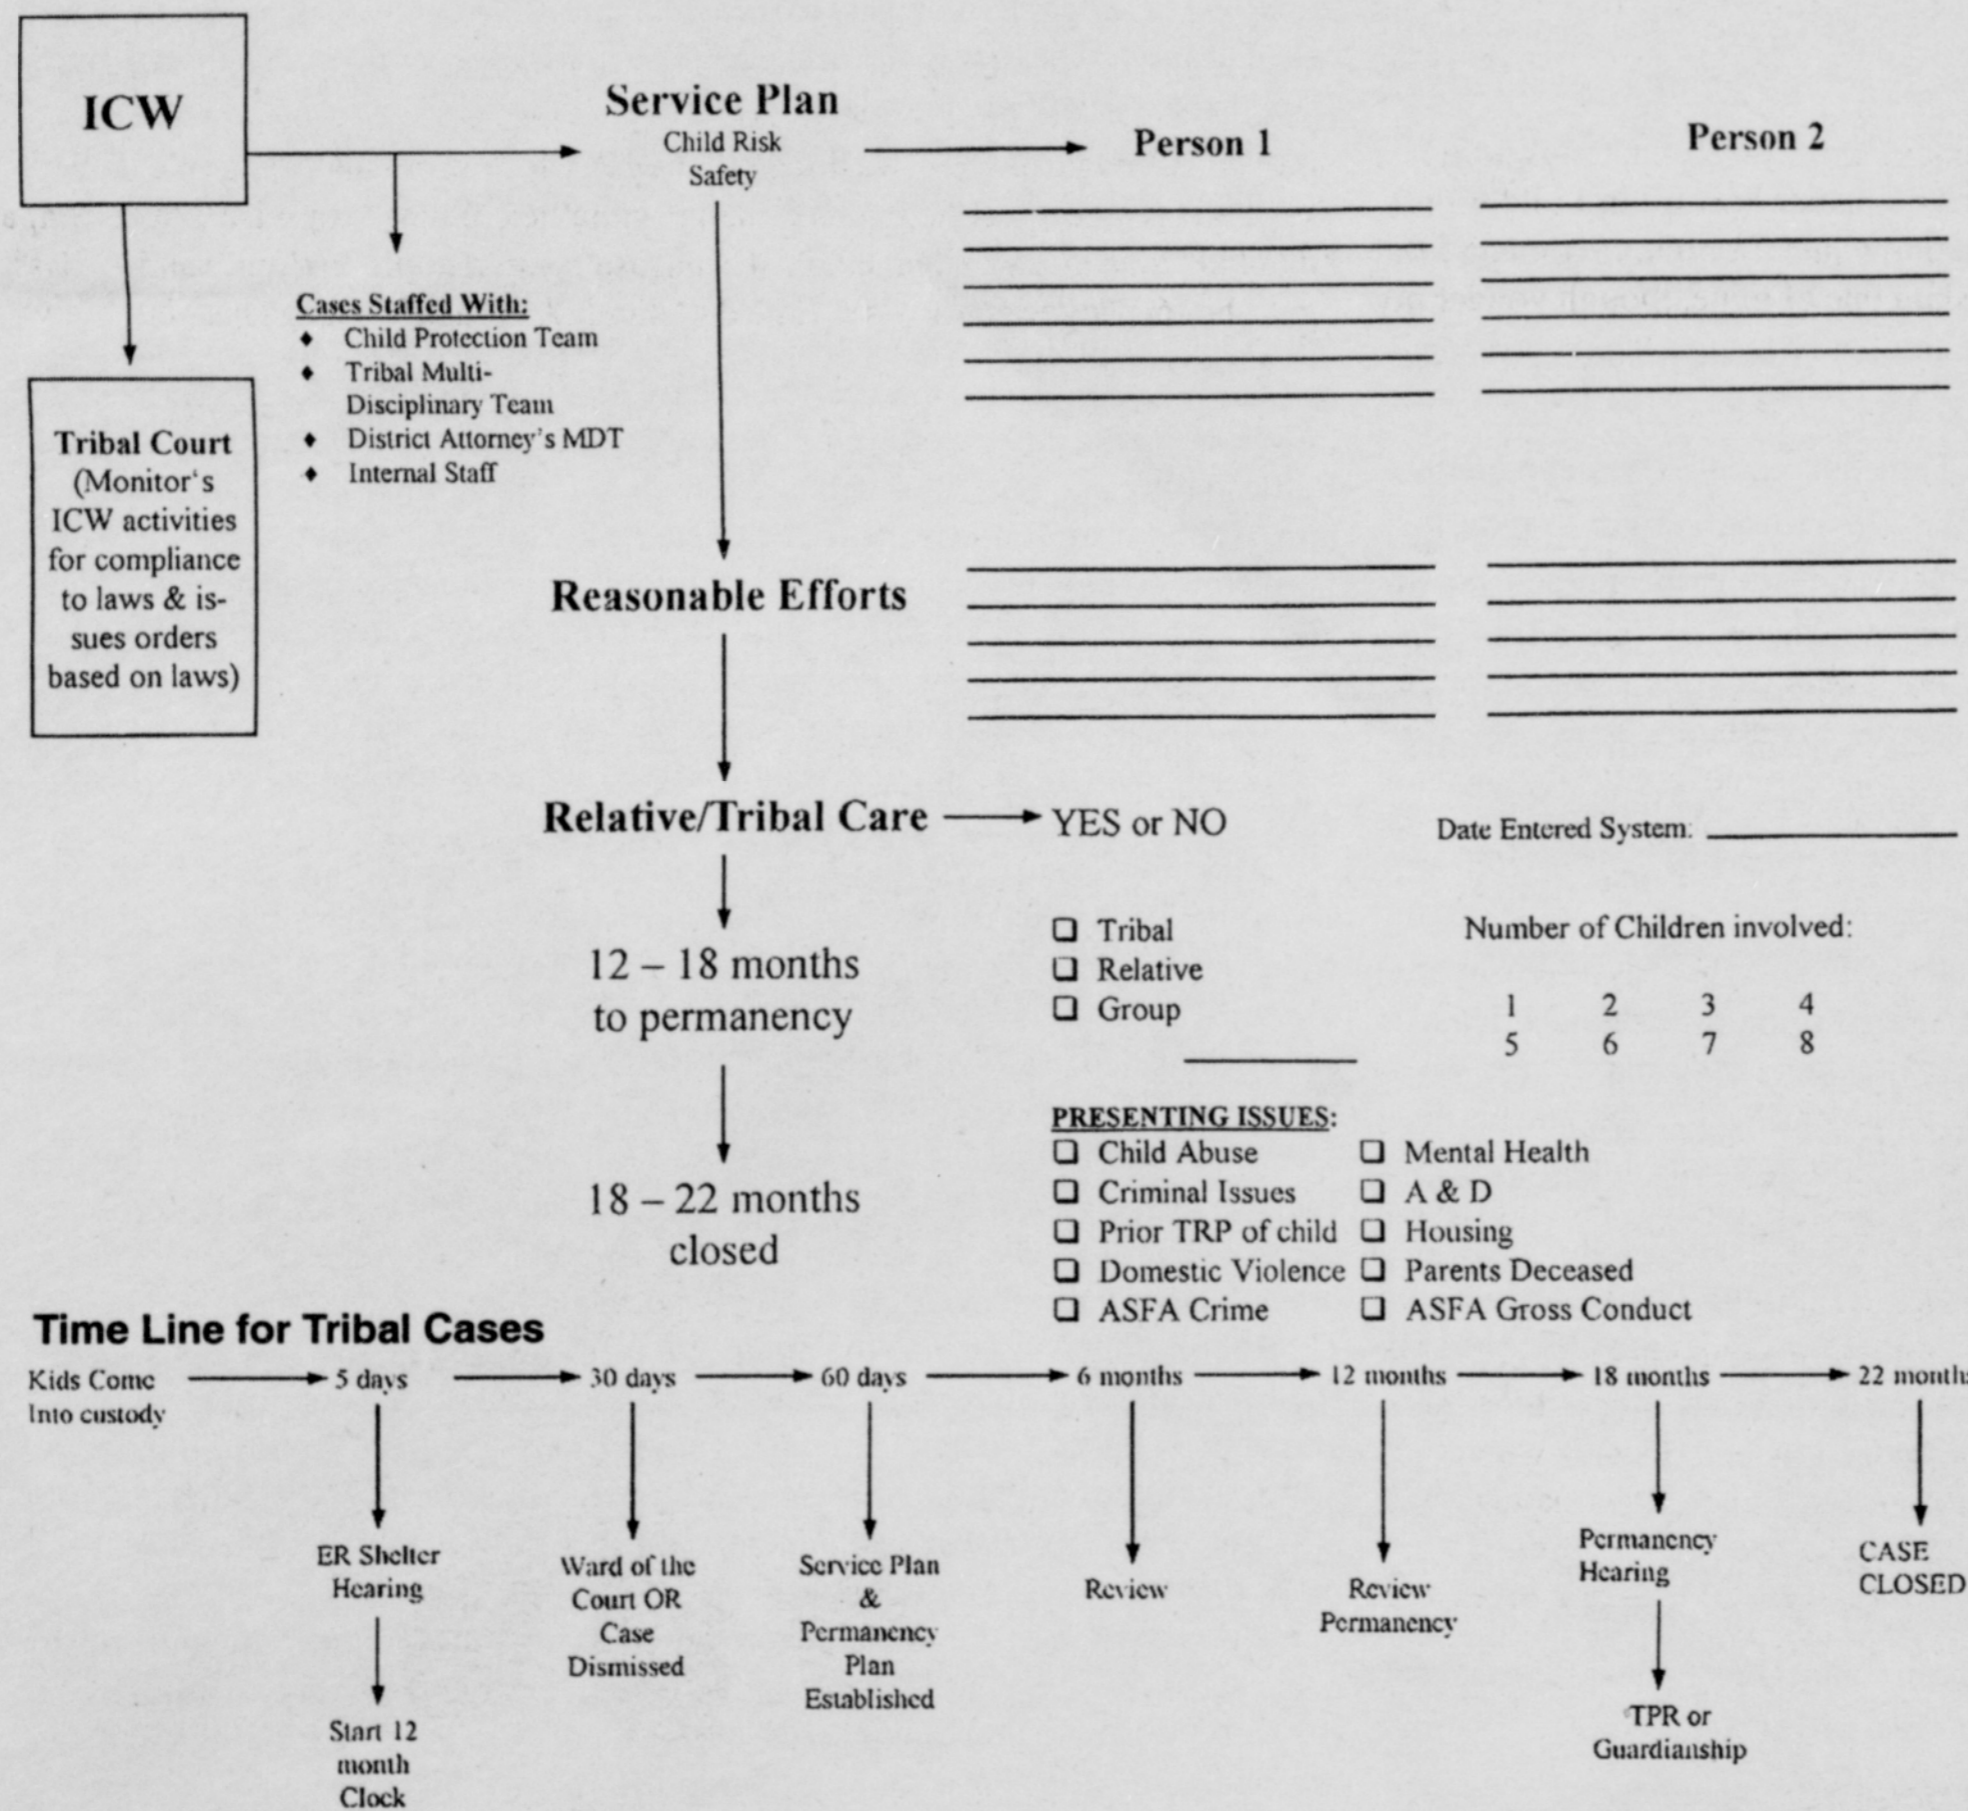 ICW
Service Plan
Child Risk
Safety
Person 1
Person 2
Cases Staffed With:
♦ Child Protection Team
♦ Tribal Multi-
Disciplinary Team
♦ District Attorney's MDT
♦ Internal Staff
Tribal Court
(Monitor's
ICW activities
for compliance
to laws & is-
sues orders
based on laws)
Reasonable Efforts
Relative/Tribal Care
YES or NO
Date Entered System:
12 – 18 months
to permanency
❑ Tribal
❑ Relative
❑ Group
Number of Children involved:
1 2 3 4
5 6 7 8
18 – 22 months
closed
PRESENTING ISSUES:
❑ Child Abuse ❑ Mental Health
❑ Criminal Issues ❑ A & D
❑ Prior TRP of child ❑ Housing
❑ Domestic Violence ❑ Parents Deceased
❑ ASFA Crime ❑ ASFA Gross Conduct
Time Line for Tribal Cases
Kids Come
Into custody
5 days
30 days
60 days
6 months
12 months
18 months
22 months
ER Shelter
Hearing
Start 12
month
Clock
Ward of the
Court OR
Case
Dismissed
Service Plan
&
Permanency
Plan
Established
Review
Review
Permanency
Permanency
Hearing
TPR or
Guardianship
CASE
CLOSED